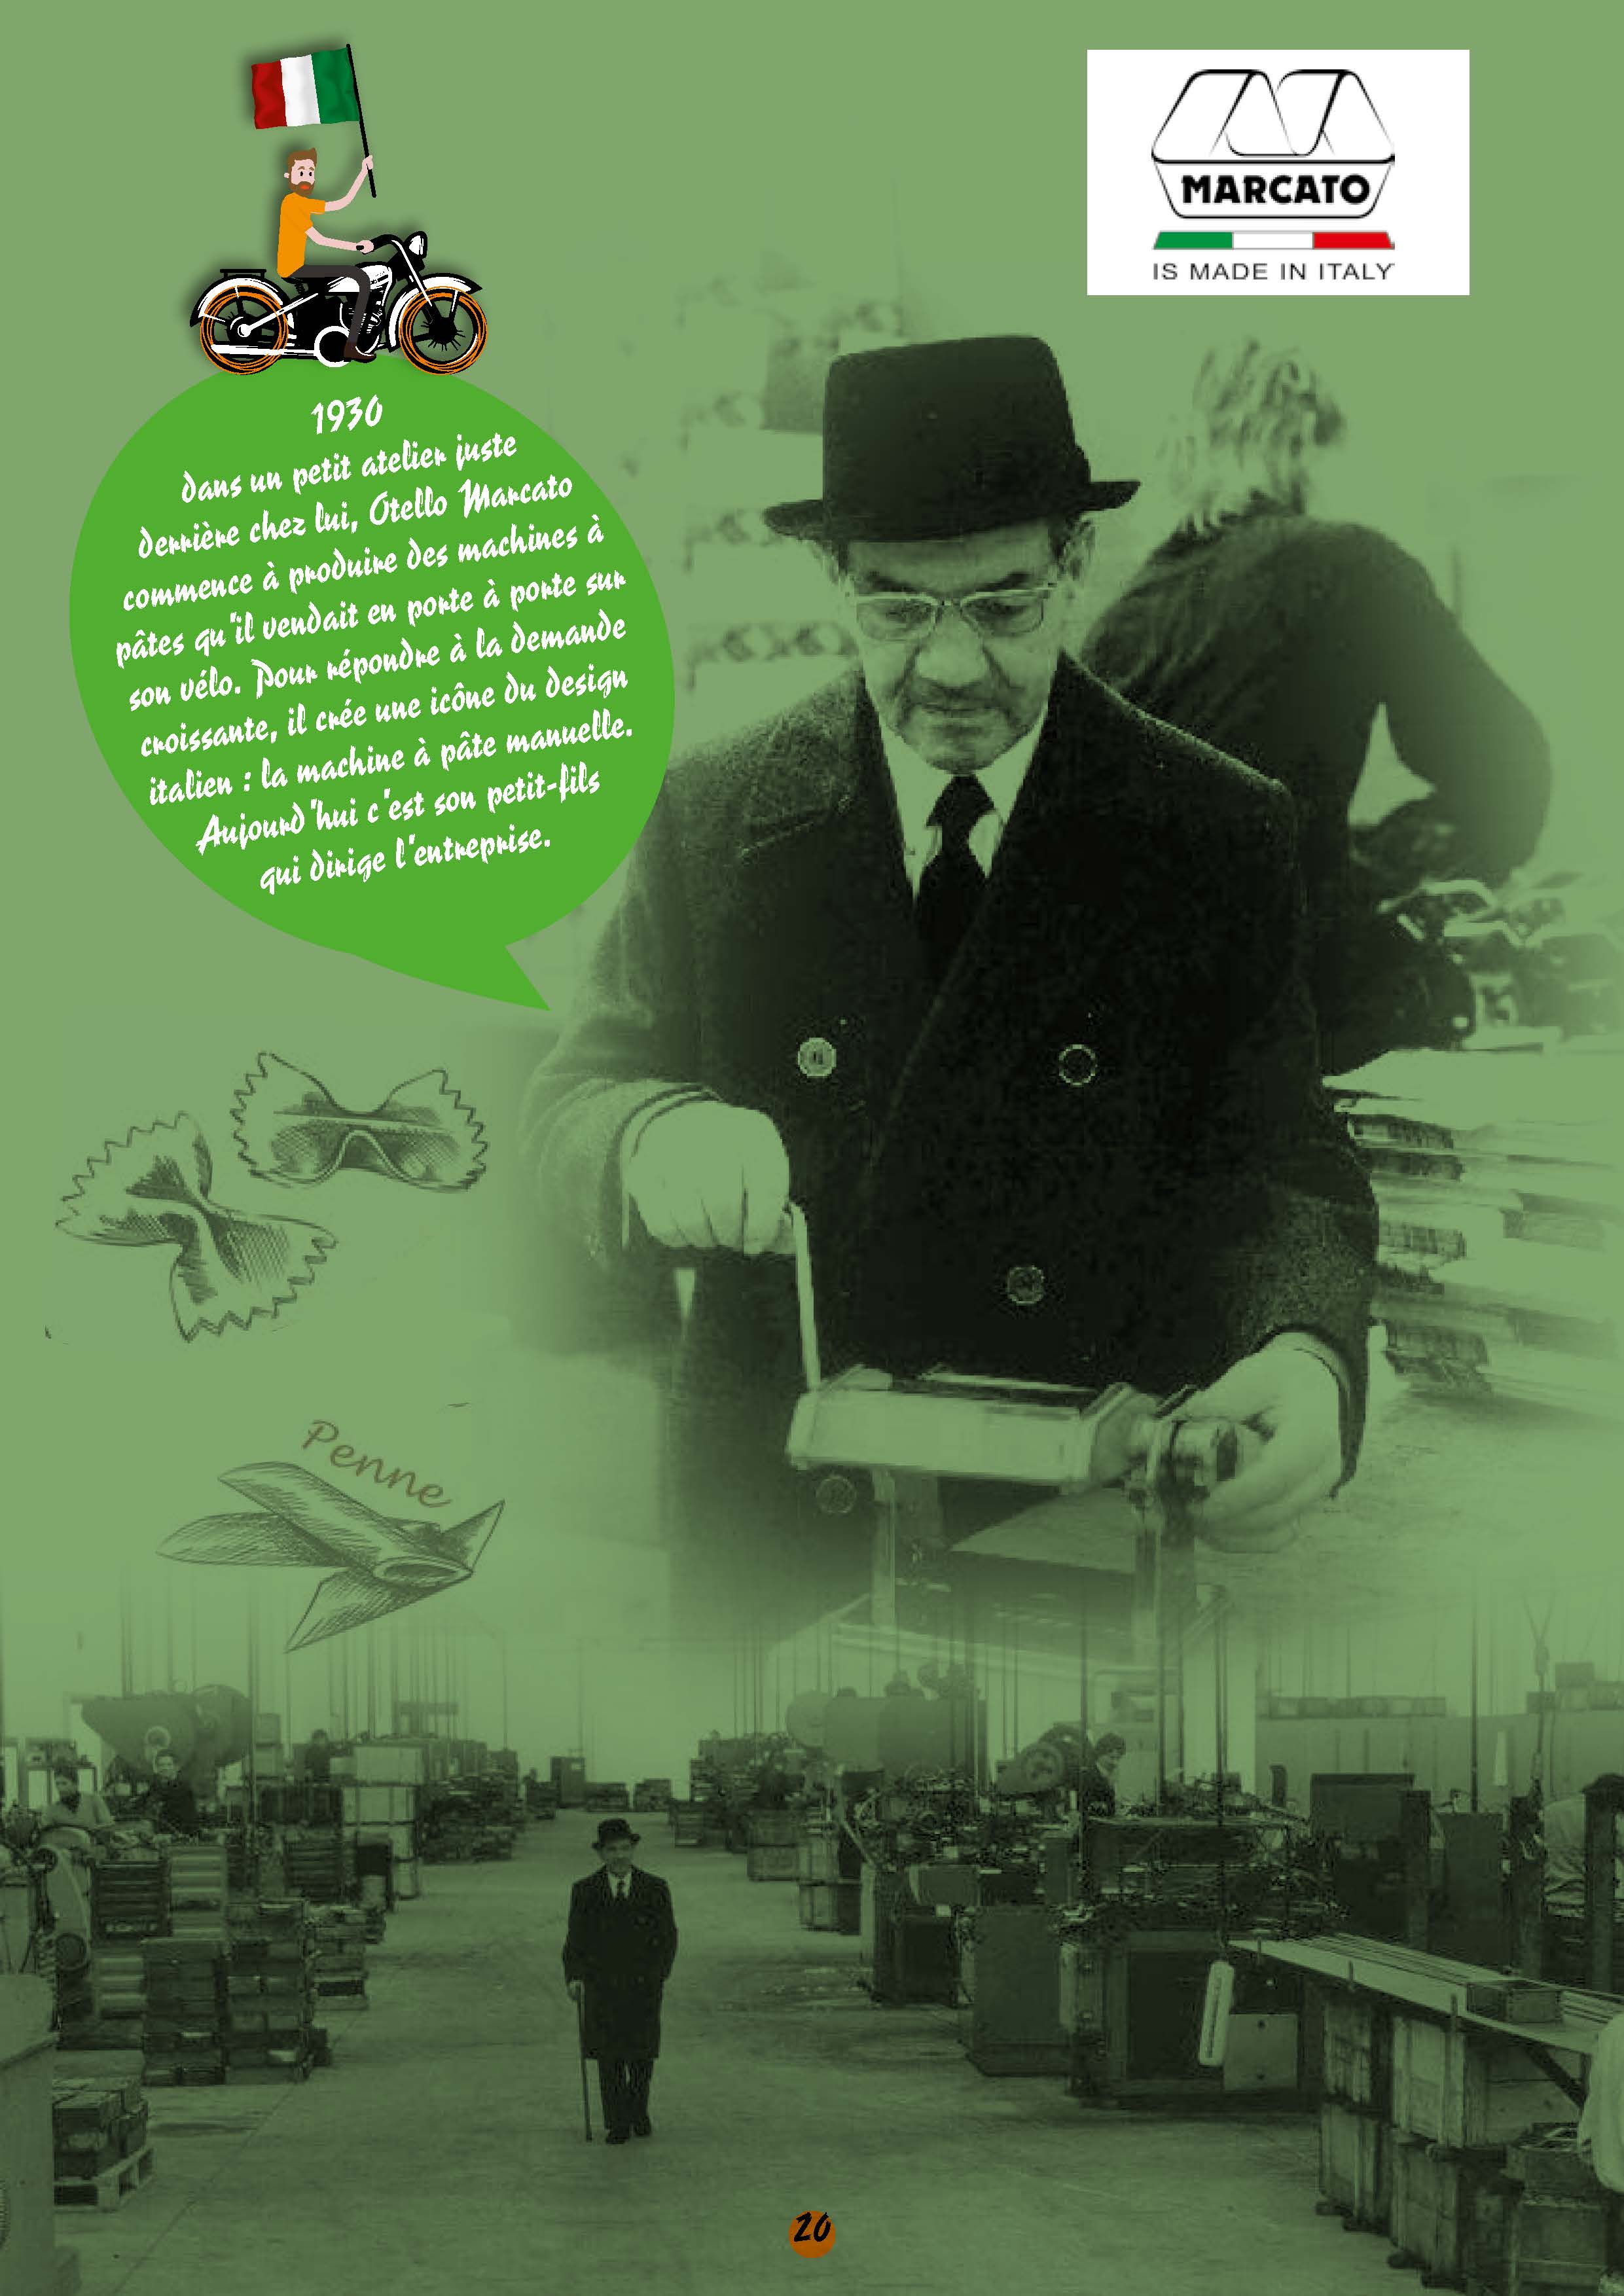 MARCATO
IS MADE IN ITALY
1930
dans un petit atelier juste
derrière chez lui, Otello Marcato
commence à produire des machines à
pâtes qu'il vendait en porte à porte sur
son vélo. Pour répondre à la demande
croissante, il crée une icône du design
italien : la machine à pâte manuelle.
Aujourd'hui c'est son petit-fils
qui dirige l'entreprise.
Penne
20